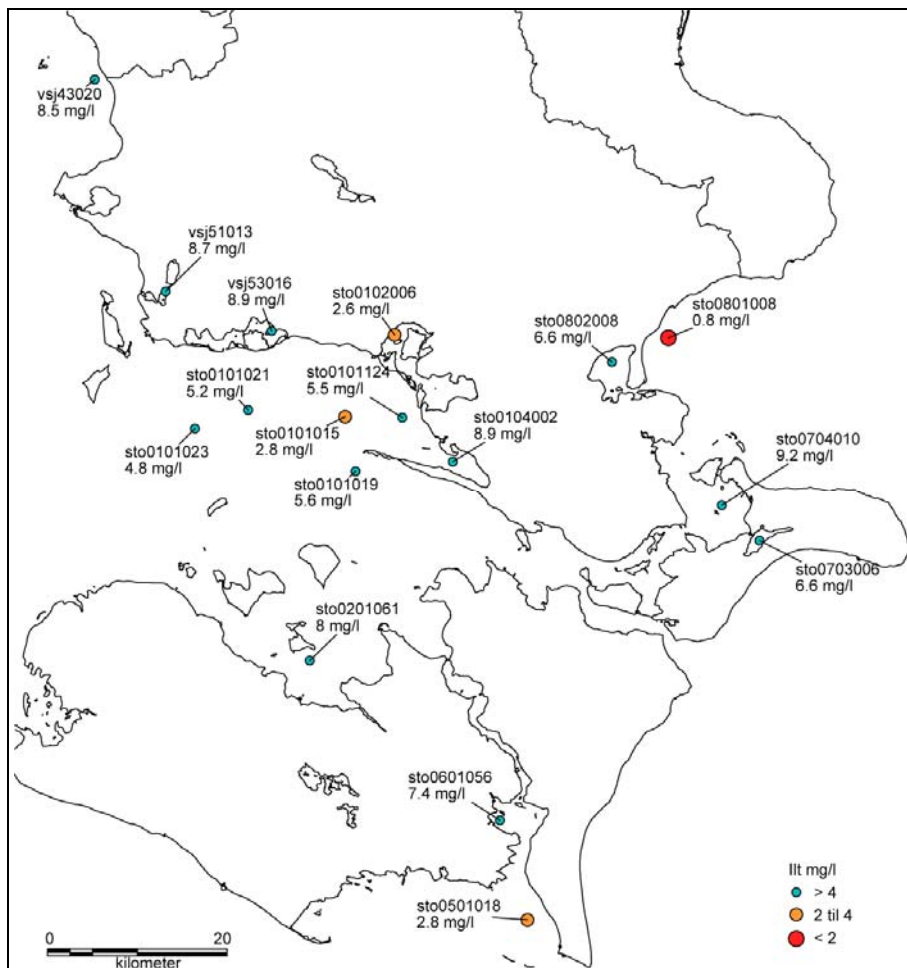 vsj43020
8.5 mg/l
vsj51013
8.7 mg/l
vsj53016
8.9 mg/l
sto0102006
2.6 mg/l
sto0802008
6.6 mg/l
sto0801008
0.8 mg/l
sto0101021
5.2 mg/l
sto0101124
5.5 mg/l
sto0101023
4.8 mg/l
sto0101015
2.8 mg/l
sto0104002
8.9 mg/l
sto0101019
5.6 mg/l
sto0704010
9.2 mg/l
sto0703006
6.6 mg/l
sto0201061
8 mg/l
sto0601056
7.4 mg/l
sto0501018
2.8 mg/l
Ilt mg/l
> 4
2 til 4
< 2
0 20
kilometer